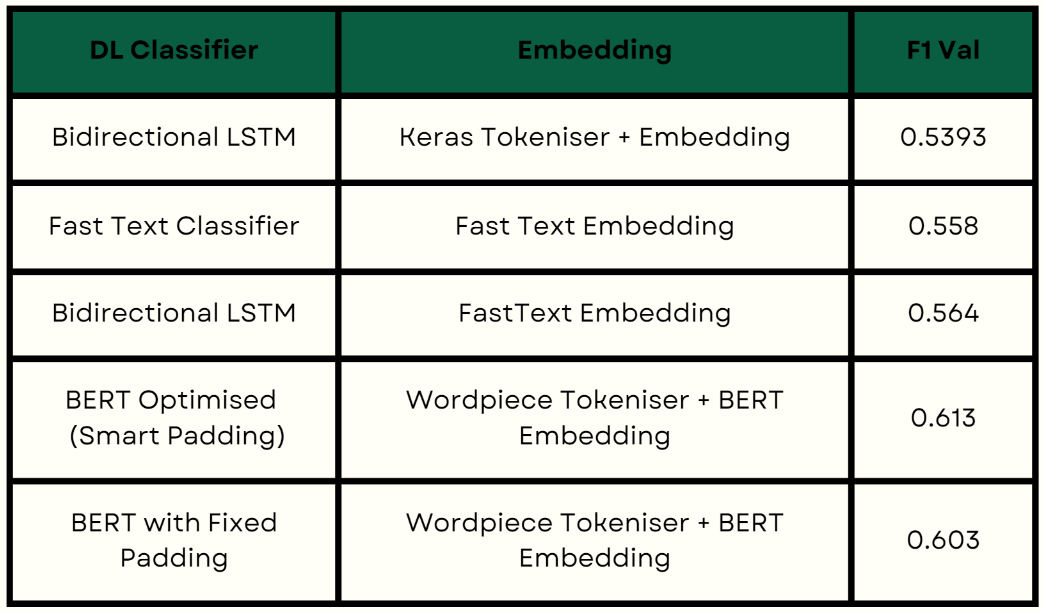 DL Classifier Embedding F1 Val
Bidirectional LSTM Keras Tokeniser + Embedding 0.5393
Fast Text Classifier Fast Text Embedding 0.558
Bidirectional LSTM FastText Embedding 0.564
BERT Optimised
(Smart Padding)
Wordpiece Tokeniser + BERT
Embedding
0.613
BERT with Fixed
Padding
Wordpiece Tokeniser + BERT
Embedding
0.603